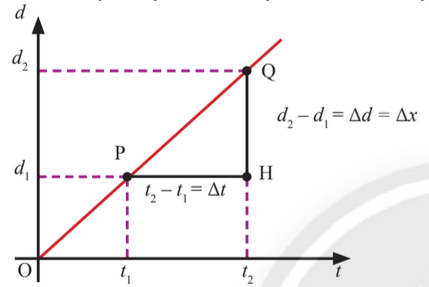 d
d₂
Q
d₂ – d₁ = Δd = Δx
P
d₁
H
t₂ – t₁ = Δt
O
t₁
t₂
t